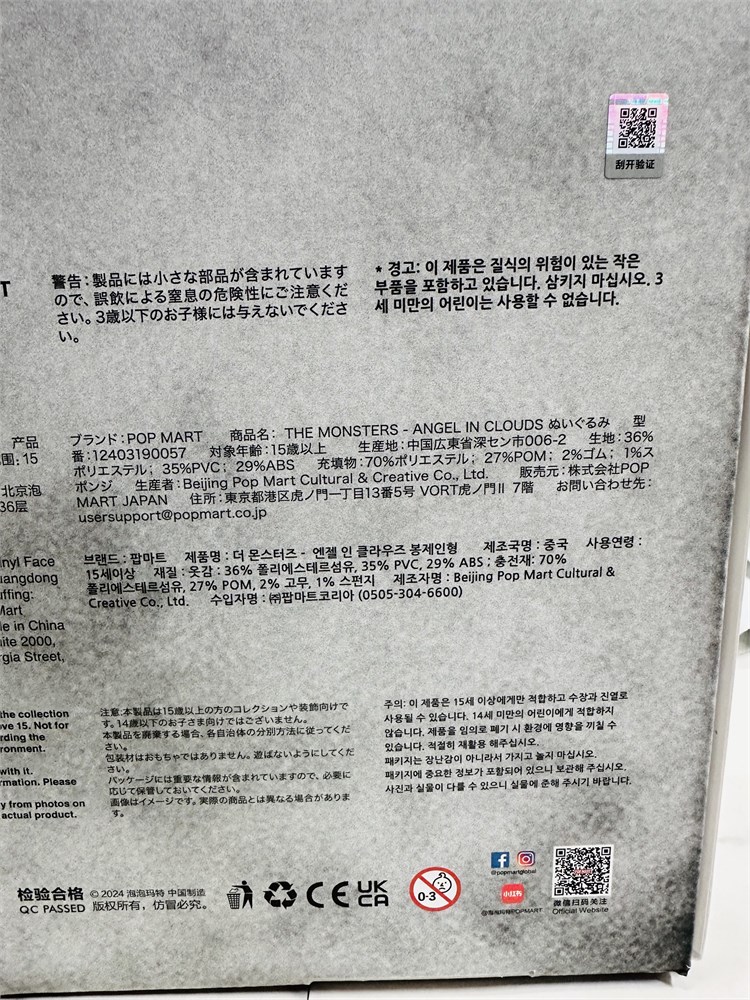 刮开验证
T
警告：製品には小さな部品が含まれています
ので、誤飲による窒息の危険性にご注意くだ
さい。3歳以下のお子様には与えないでくださ
い。
* 경고: 이 제품은 질식의 위험이 있는 작은
부품을 포함하고 있습니다. 삼키지 마십시오. 3
세 미만의 어린이는 사용할 수 없습니다.
产品
围: 15
北京泡
36层
ブランド：POP MART 商品名： THE MONSTERS - ANGEL IN CLOUDS ぬいぐるみ 型
番：12403190057 対象年齢：15歳以上 生産地：中国広東省深セン市006-2 生地：36%
ポリエステル； 35%PVC； 29%ABS 充填物：70%ポリエステル； 27%POM； 2%ゴム； 1%ス
ポンジ 生産者：Beijing Pop Mart Cultural & Creative Co., Ltd. 販売元：株式会社POP
MART JAPAN 住所：東京都港区虎ノ門一丁目13番5号 VORT虎ノ門II 7階 お問い合わせ先：
usersupport@popmart.co.jp
inyl Face
uangdong
uffing:
Mart
de in China
uite 2000,
rgia Street,
브랜드 : 팝마트 제품명 : 더 몬스터즈 - 엔젤 인 클라우즈 봉제인형 제조국명 : 중국 사용연령 :
15세이상 재질 : 옷감 : 36% 폴리에스테르섬유, 35% PVC, 29% ABS ; 충전재: 70%
폴리에스테르섬유, 27% POM, 2% 고무, 1% 스펀지 제조자명 : Beijing Pop Mart Cultural &
Creative Co., Ltd. 수입자명 : ㈜팝마트코리아 (0505-304-6600)
the collection
ve 15. Not for
rding the
ronment.
with it.
rmation. Please
y from photos on
actual product.
注意:本製品は15歳以上の方のコレクションや装飾向けで
す。14歳以下のお子さま向けではございません。
本製品を廃棄する場合、各自治体の分別方法に従ってくだ
さい。
包装材はおもちゃではありません。遊ばないようにしてくだ
さい。
パッケージには重要な情報が含まれていますので、必要に
応じて保管しておいてください。
画像はイメージです。実際の商品とは異なる場合がありま
す。
주의: 이 제품은 15세 이상에게만 적합하고 수장과 진열로
사용될 수 있습니다. 14세 미만의 어린이에게 적합하지
않습니다. 제품을 임의로 폐기 시 환경에 영향을 끼칠 수
있습니다. 적절히 재활용 해주십시오.
패키지는 장난감이 아니라서 가지고 놀지 마십시오.
패키지에 중요한 정보가 포함되어 있으니 보관해 주십시오.
사진과 실물이 다를 수 있으니 실물에 준해 주시기 바랍니다.
检验合格
QC PASSED
© 2024 泡泡玛特 中国制造
版权所有，仿冒必究。
CE
UK
CA
0-3
@popmartglobal
小红书
@泡泡玛特POPMART
微信扫码关注
Official Website